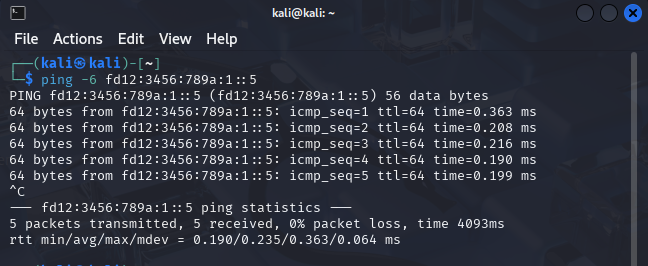 kali@kali: ~
File Actions Edit View Help
┌──(kali㉿kali)-[~]
└─$ ping -6 fd12:3456:789a:1::5
PING fd12:3456:789a:1::5 (fd12:3456:789a:1::5) 56 data bytes
64 bytes from fd12:3456:789a:1::5: icmp_seq=1 ttl=64 time=0.363 ms
64 bytes from fd12:3456:789a:1::5: icmp_seq=2 ttl=64 time=0.208 ms
64 bytes from fd12:3456:789a:1::5: icmp_seq=3 ttl=64 time=0.216 ms
64 bytes from fd12:3456:789a:1::5: icmp_seq=4 ttl=64 time=0.190 ms
64 bytes from fd12:3456:789a:1::5: icmp_seq=5 ttl=64 time=0.199 ms
^C
--- fd12:3456:789a:1::5 ping statistics ---
5 packets transmitted, 5 received, 0% packet loss, time 4093ms
rtt min/avg/max/mdev = 0.190/0.235/0.363/0.064 ms